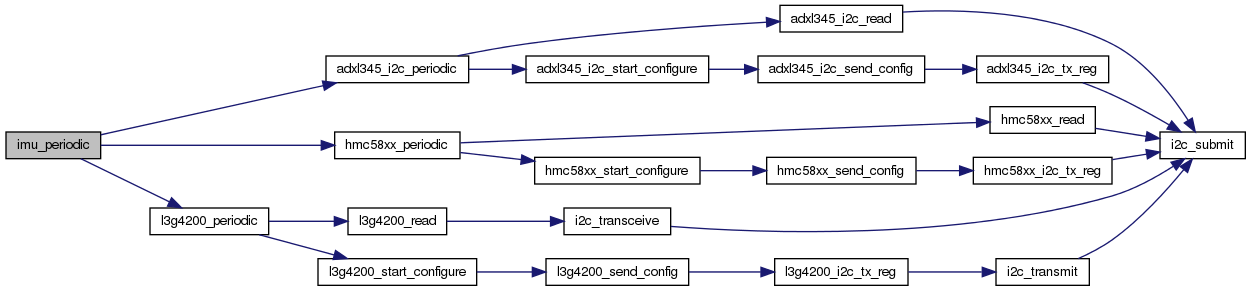 adxl345_i2c_read
adxl345_i2c_periodic
adxl345_i2c_start_configure
adxl345_i2c_send_config
adxl345_i2c_tx_reg
hmc58xx_read
imu_periodic
hmc58xx_periodic
i2c_submit
hmc58xx_start_configure
hmc58xx_send_config
hmc58xx_i2c_tx_reg
l3g4200_periodic
l3g4200_read
i2c_transceive
l3g4200_start_configure
l3g4200_send_config
l3g4200_i2c_tx_reg
i2c_transmit